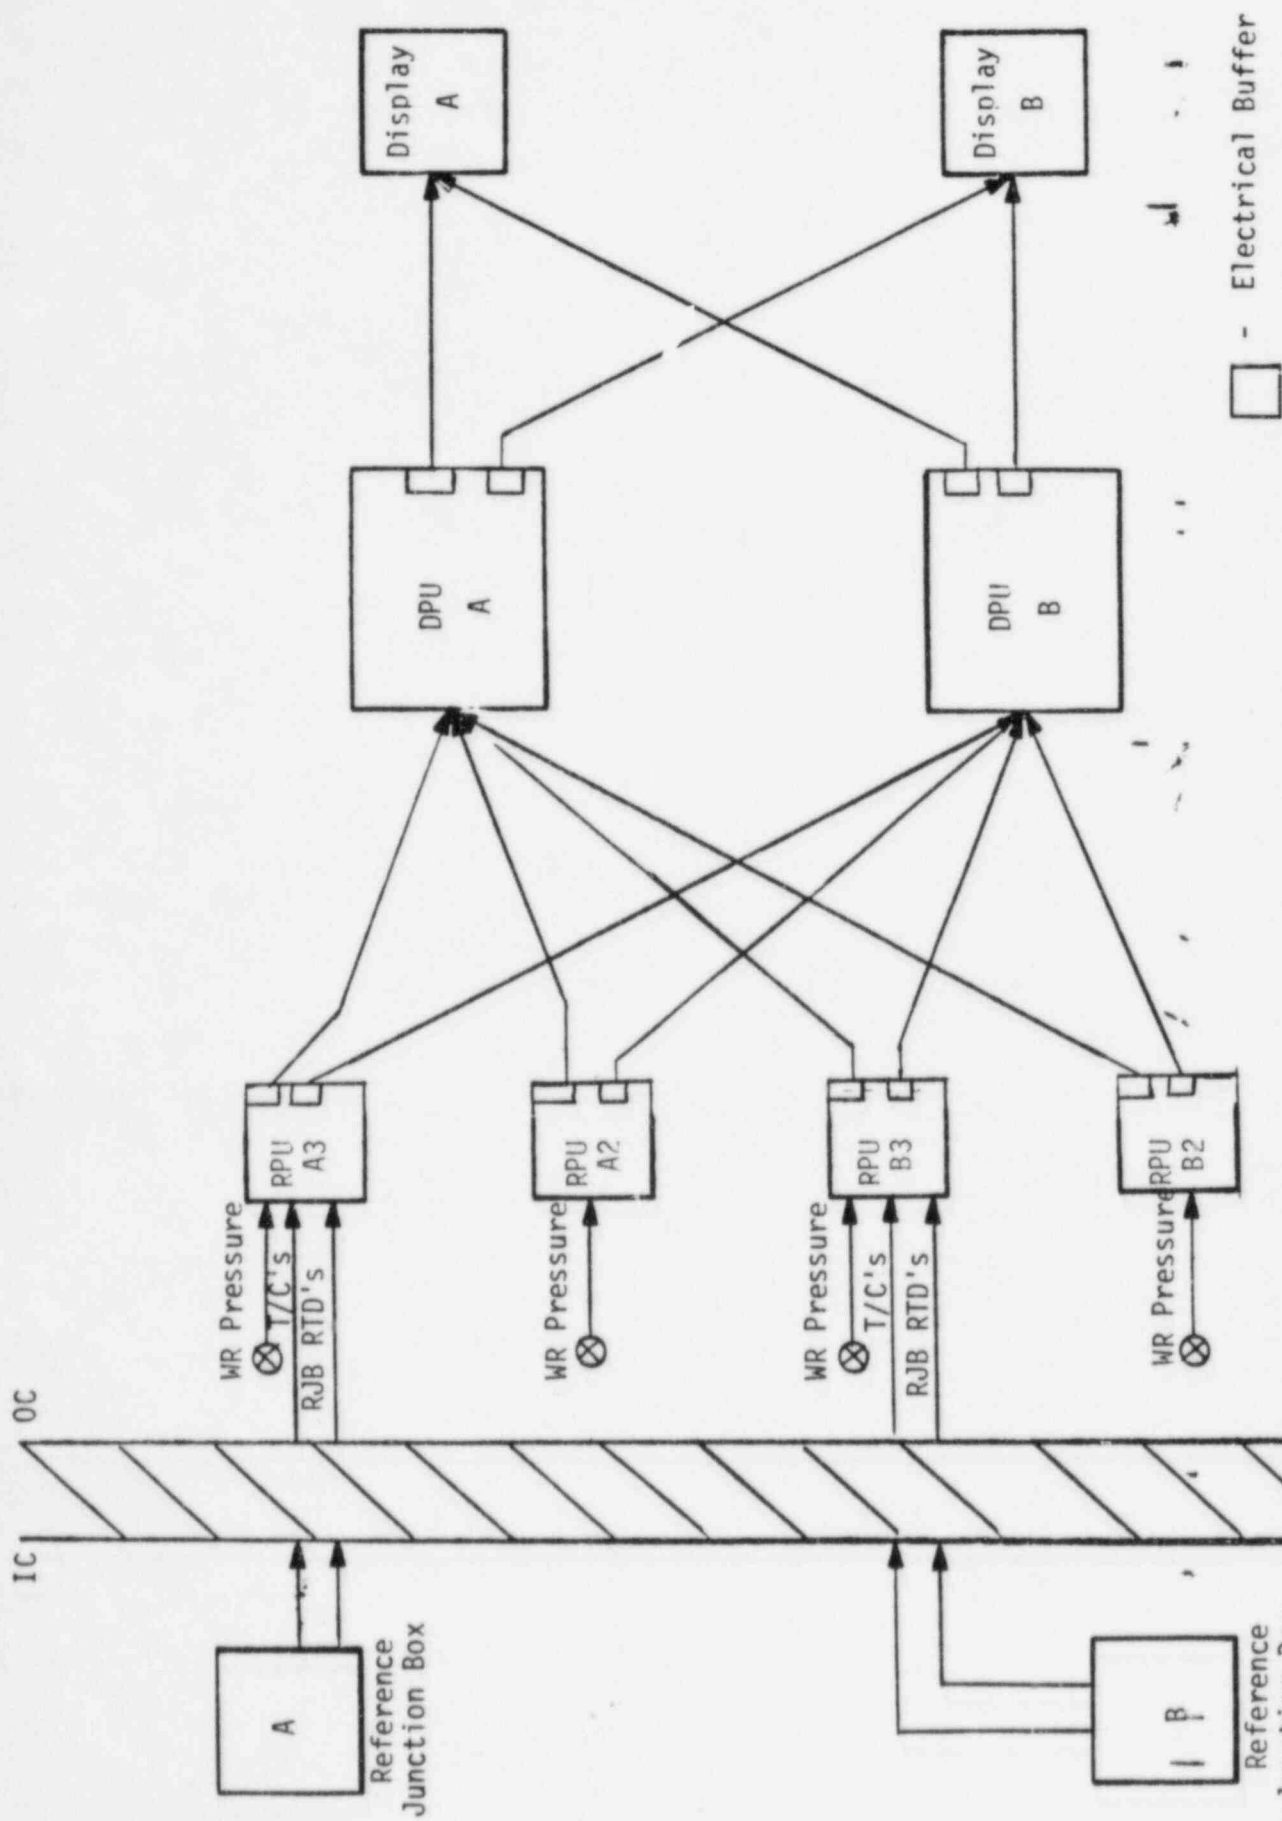 IC
OC
A
Reference
Junction Box
WR Pressure
T/C's
RJB RTD's
RPU
A3
WR Pressure
RPU
A2
DPU
A
Display
A
B
Reference
WR Pressure
T/C's
RJB RTD's
RPU
B3
WR Pressure
RPU
B2
DPU
B
Display
B
- Electrical Buffer